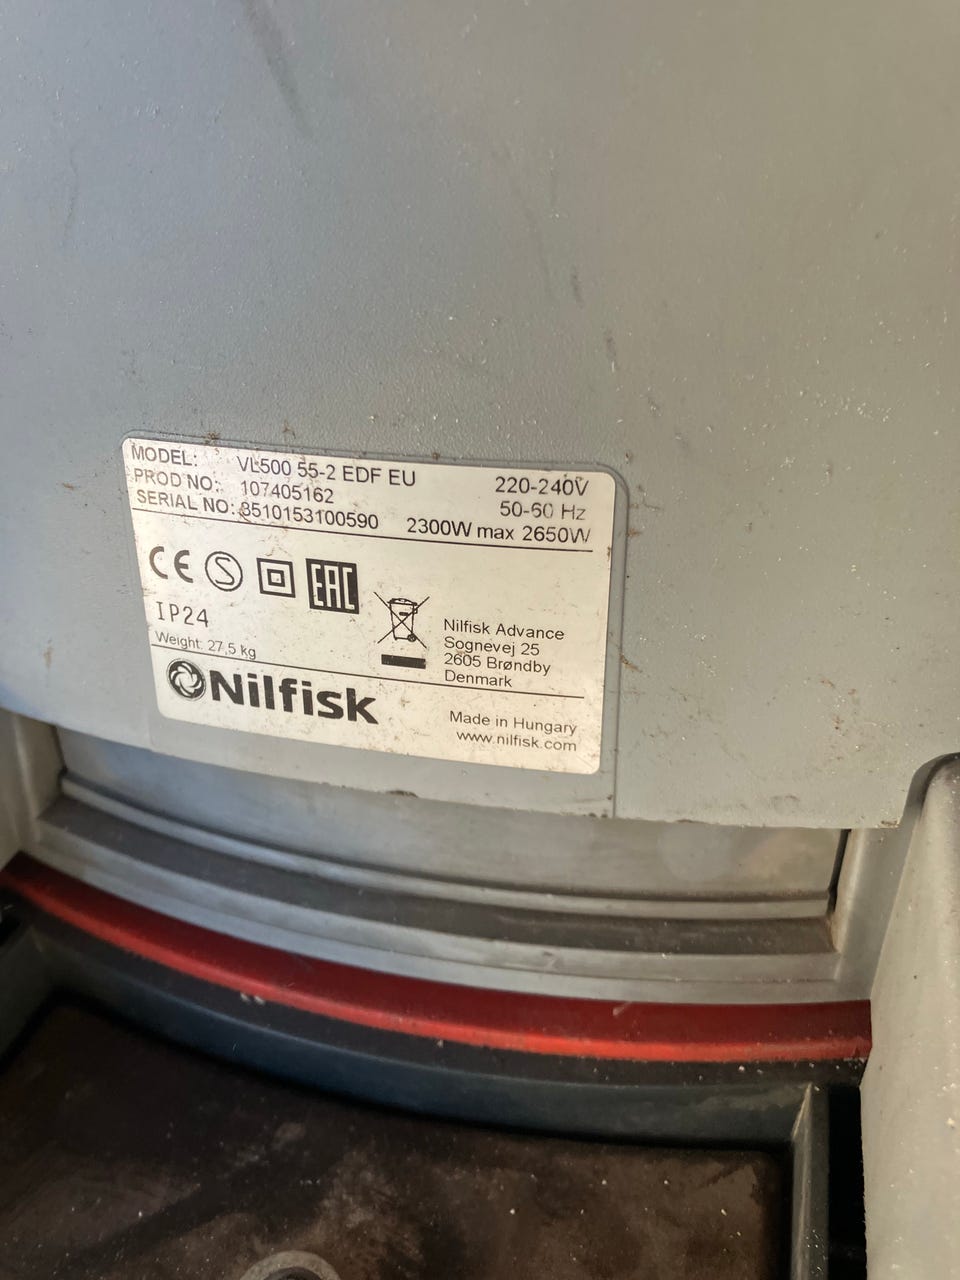 MODEL: VL500 55-2 EDF EU
PROD NO: 107405162 220-240V
SERIAL NO: 8510153100590 50-60 Hz
2300W max 2650W
CE S EAC
IP24
Weight: 27,5 kg
Nilfisk Advance
Sognevej 25
2605 Brøndby
Denmark
Nilfisk
Made in Hungary
www.nilfisk.com